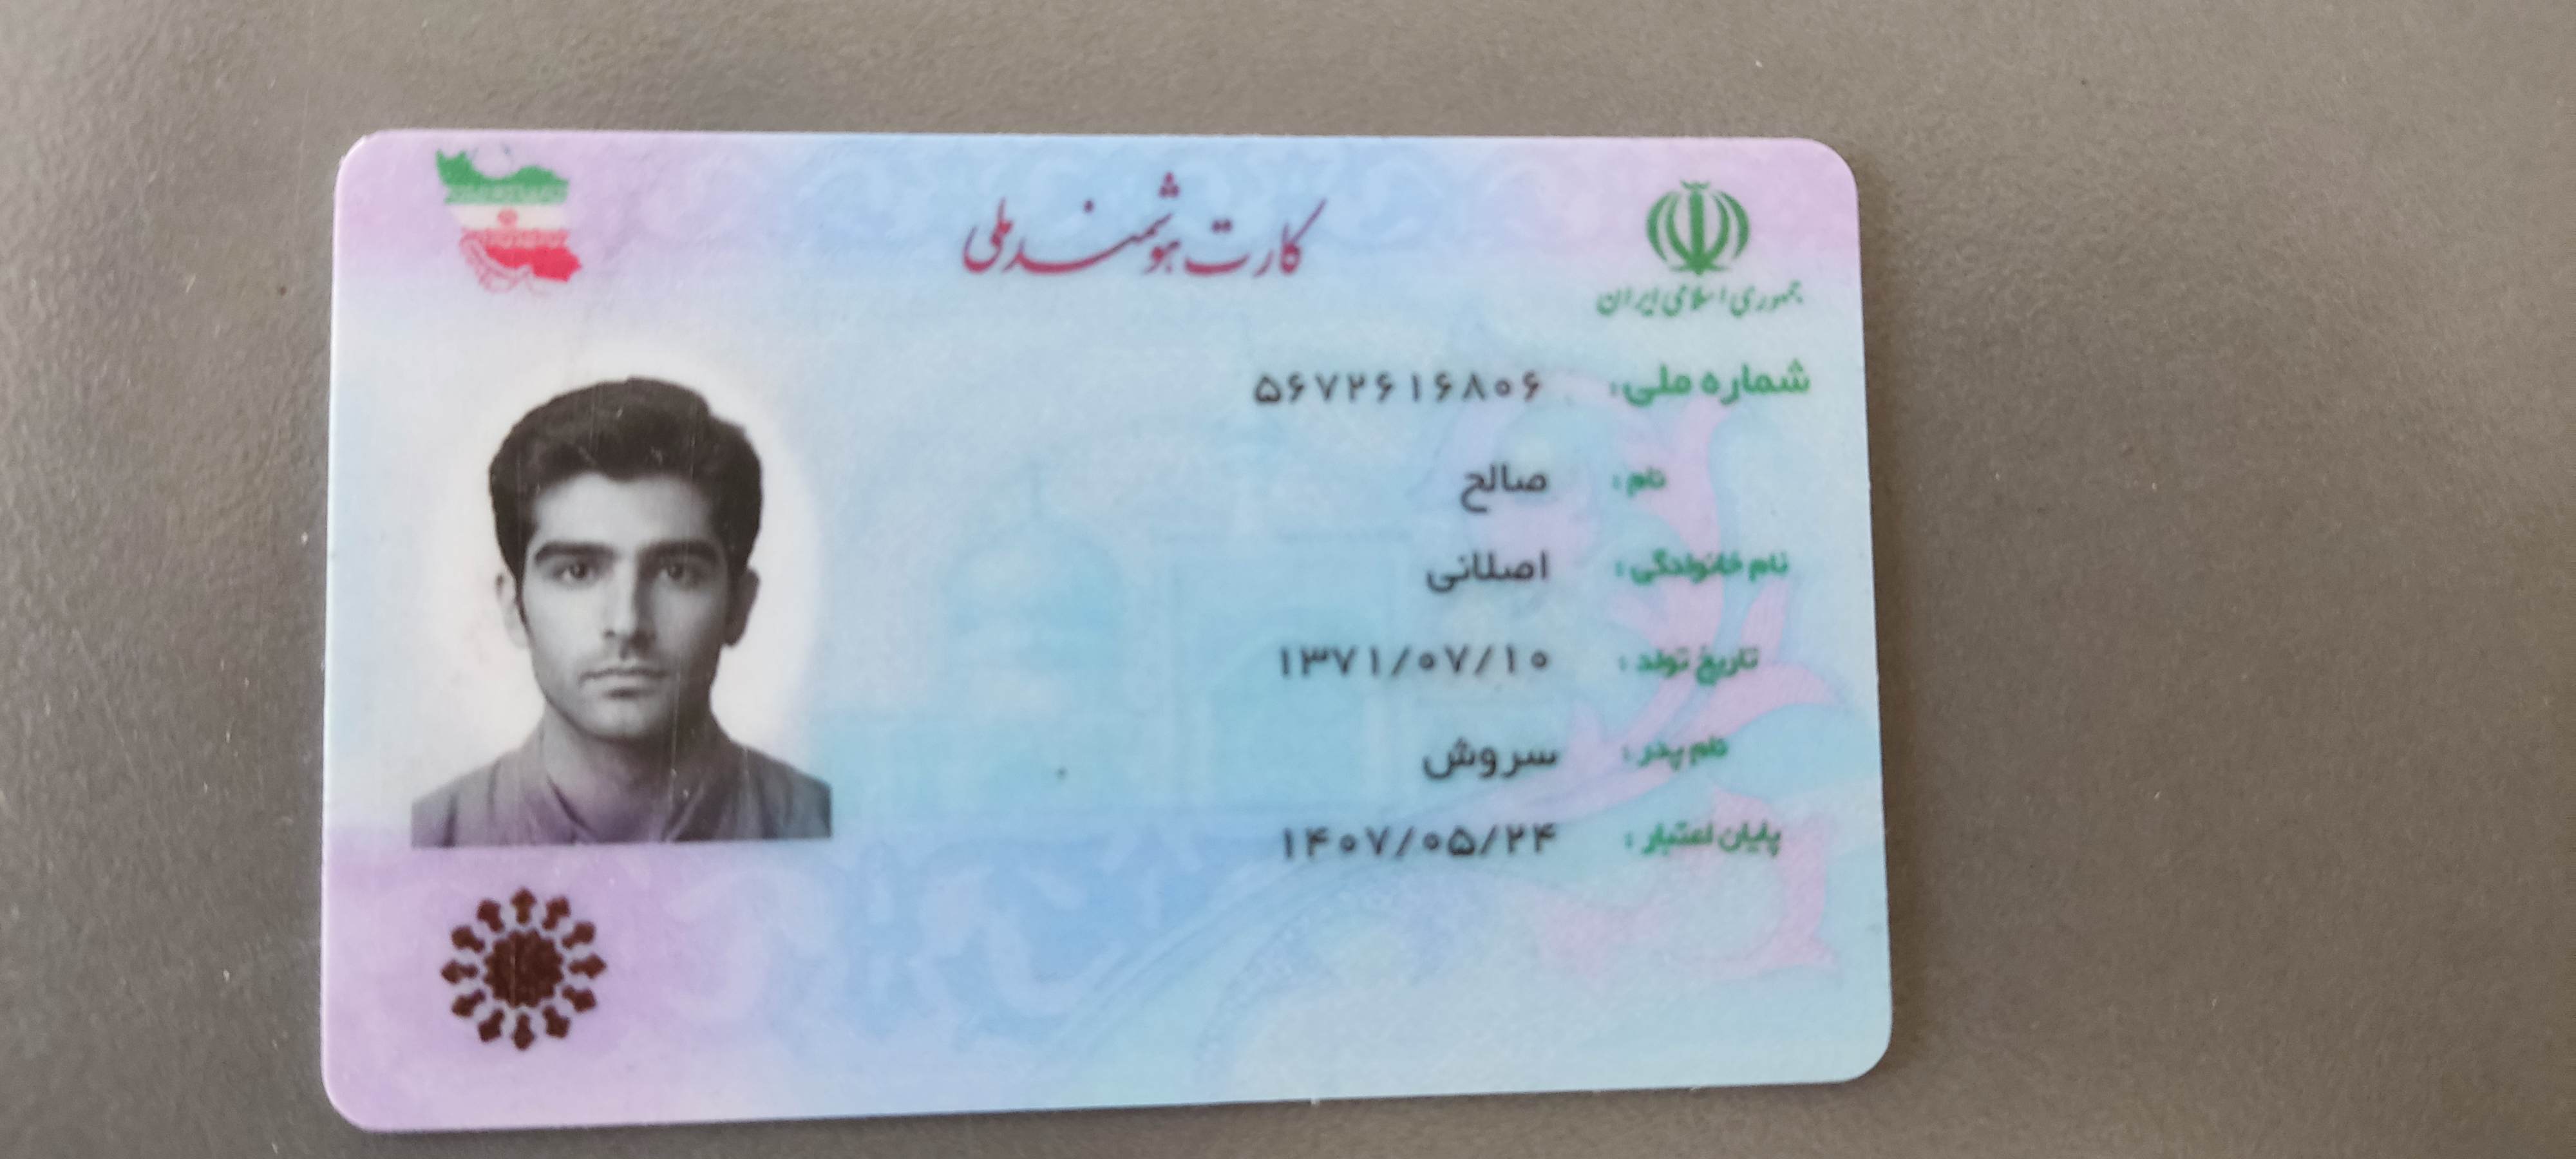 کارت هوشمند ملی
جمهوری اسلامی ایران
شماره ملی: ۵۶۷۲۶۱۶۸۰۶
نام: صالح
نام خانوادگی: اصلانی
تاریخ تولد: ۱۳۷۱/۰۷/۱۰
نام پدر: سروش
پایان اعتبار: ۱۴۰۷/۰۵/۲۴